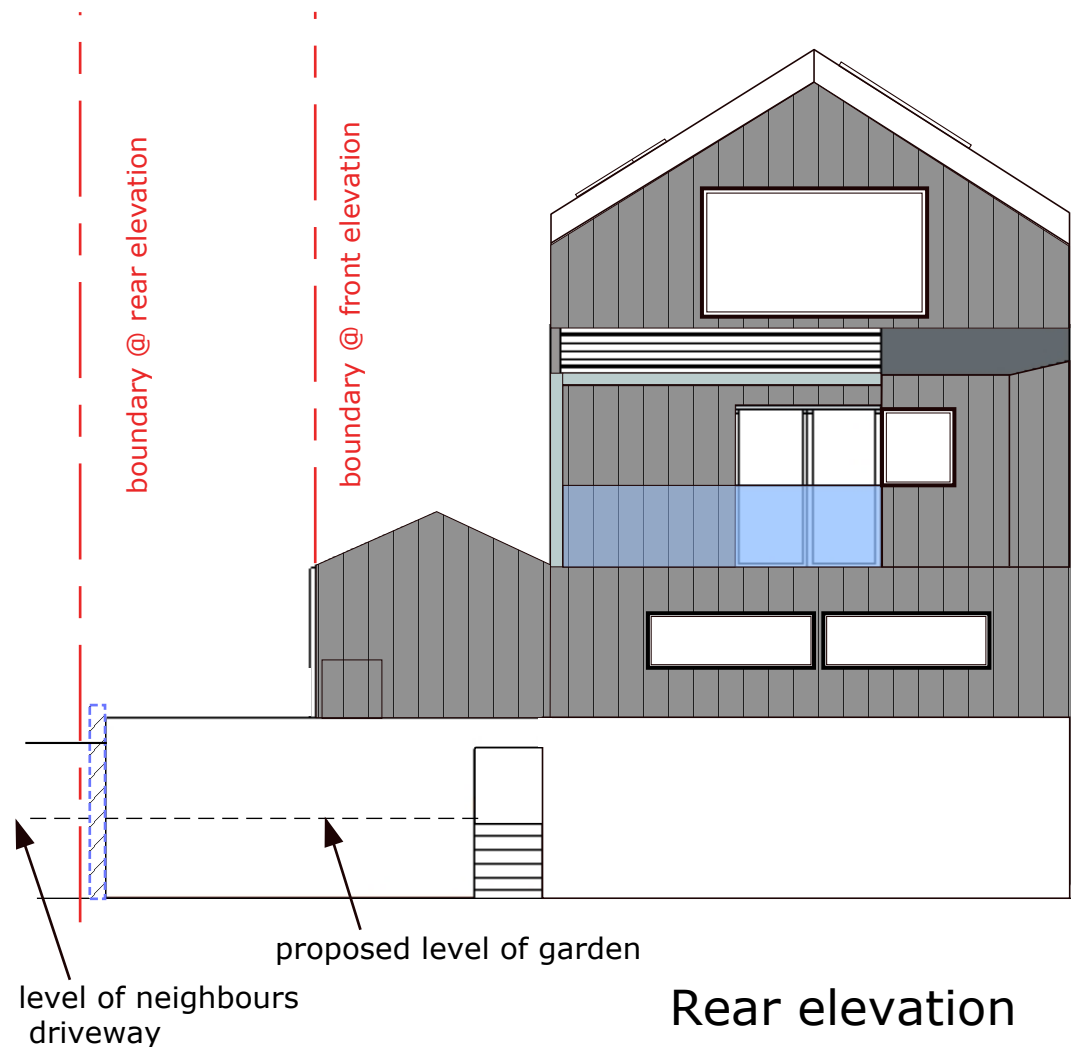 boundary @ rear elevation
boundary @ front elevation
proposed level of garden
level of neighbours
driveway
Rear elevation